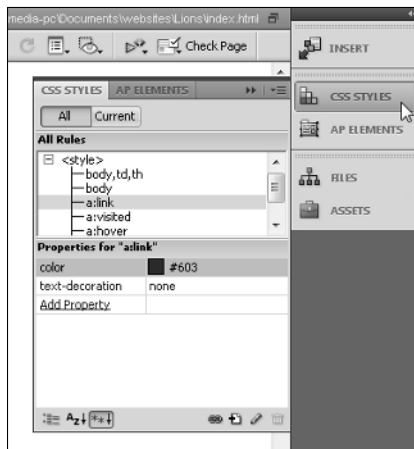 media-pc\Documents\websites\Lions\index.html
Check Page
INSERT
CSS STYLES AP ELEMENTS
All Current
All Rules
<style>
body,td,th
body
a:link
a:visited
a:hover
Properties for "a:link"
color #603
text-decoration none
Add Property
CSS STYLES
AP ELEMENTS
FILES
ASSETS